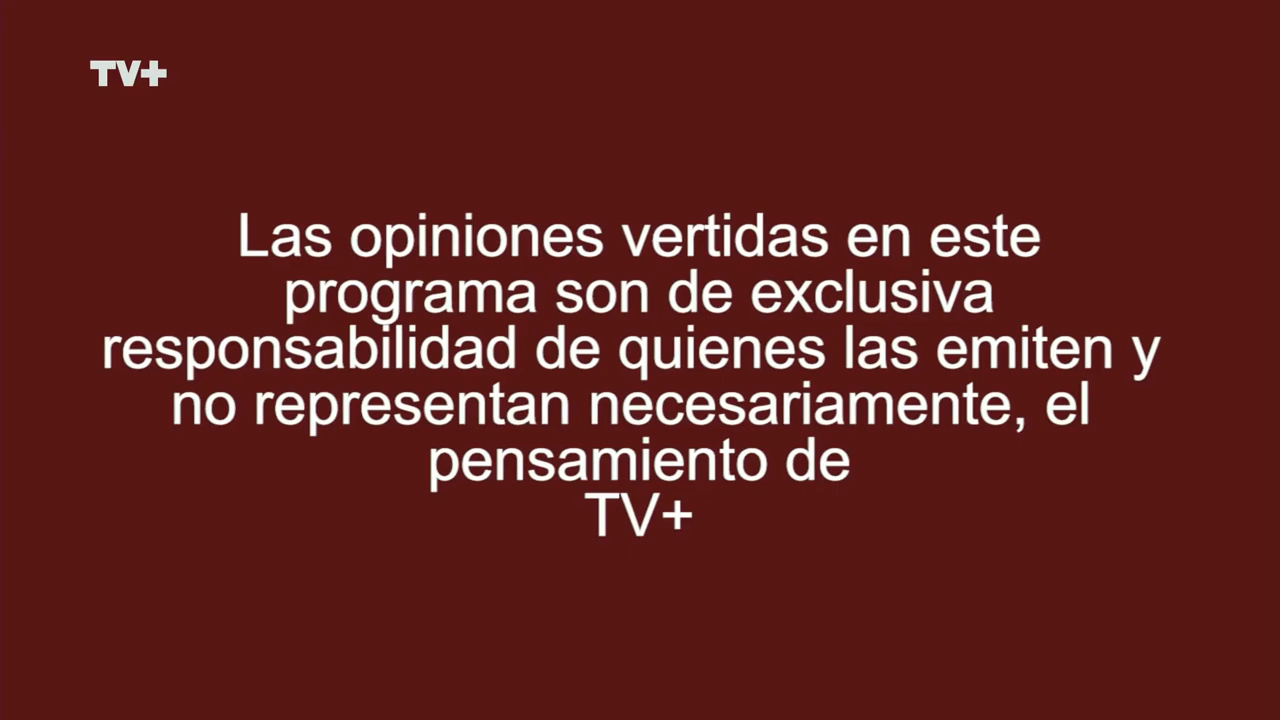 TV+
Las opiniones vertidas en este
programa son de exclusiva
responsabilidad de quienes las emiten y
no representan necesariamente, el
pensamiento de
TV+